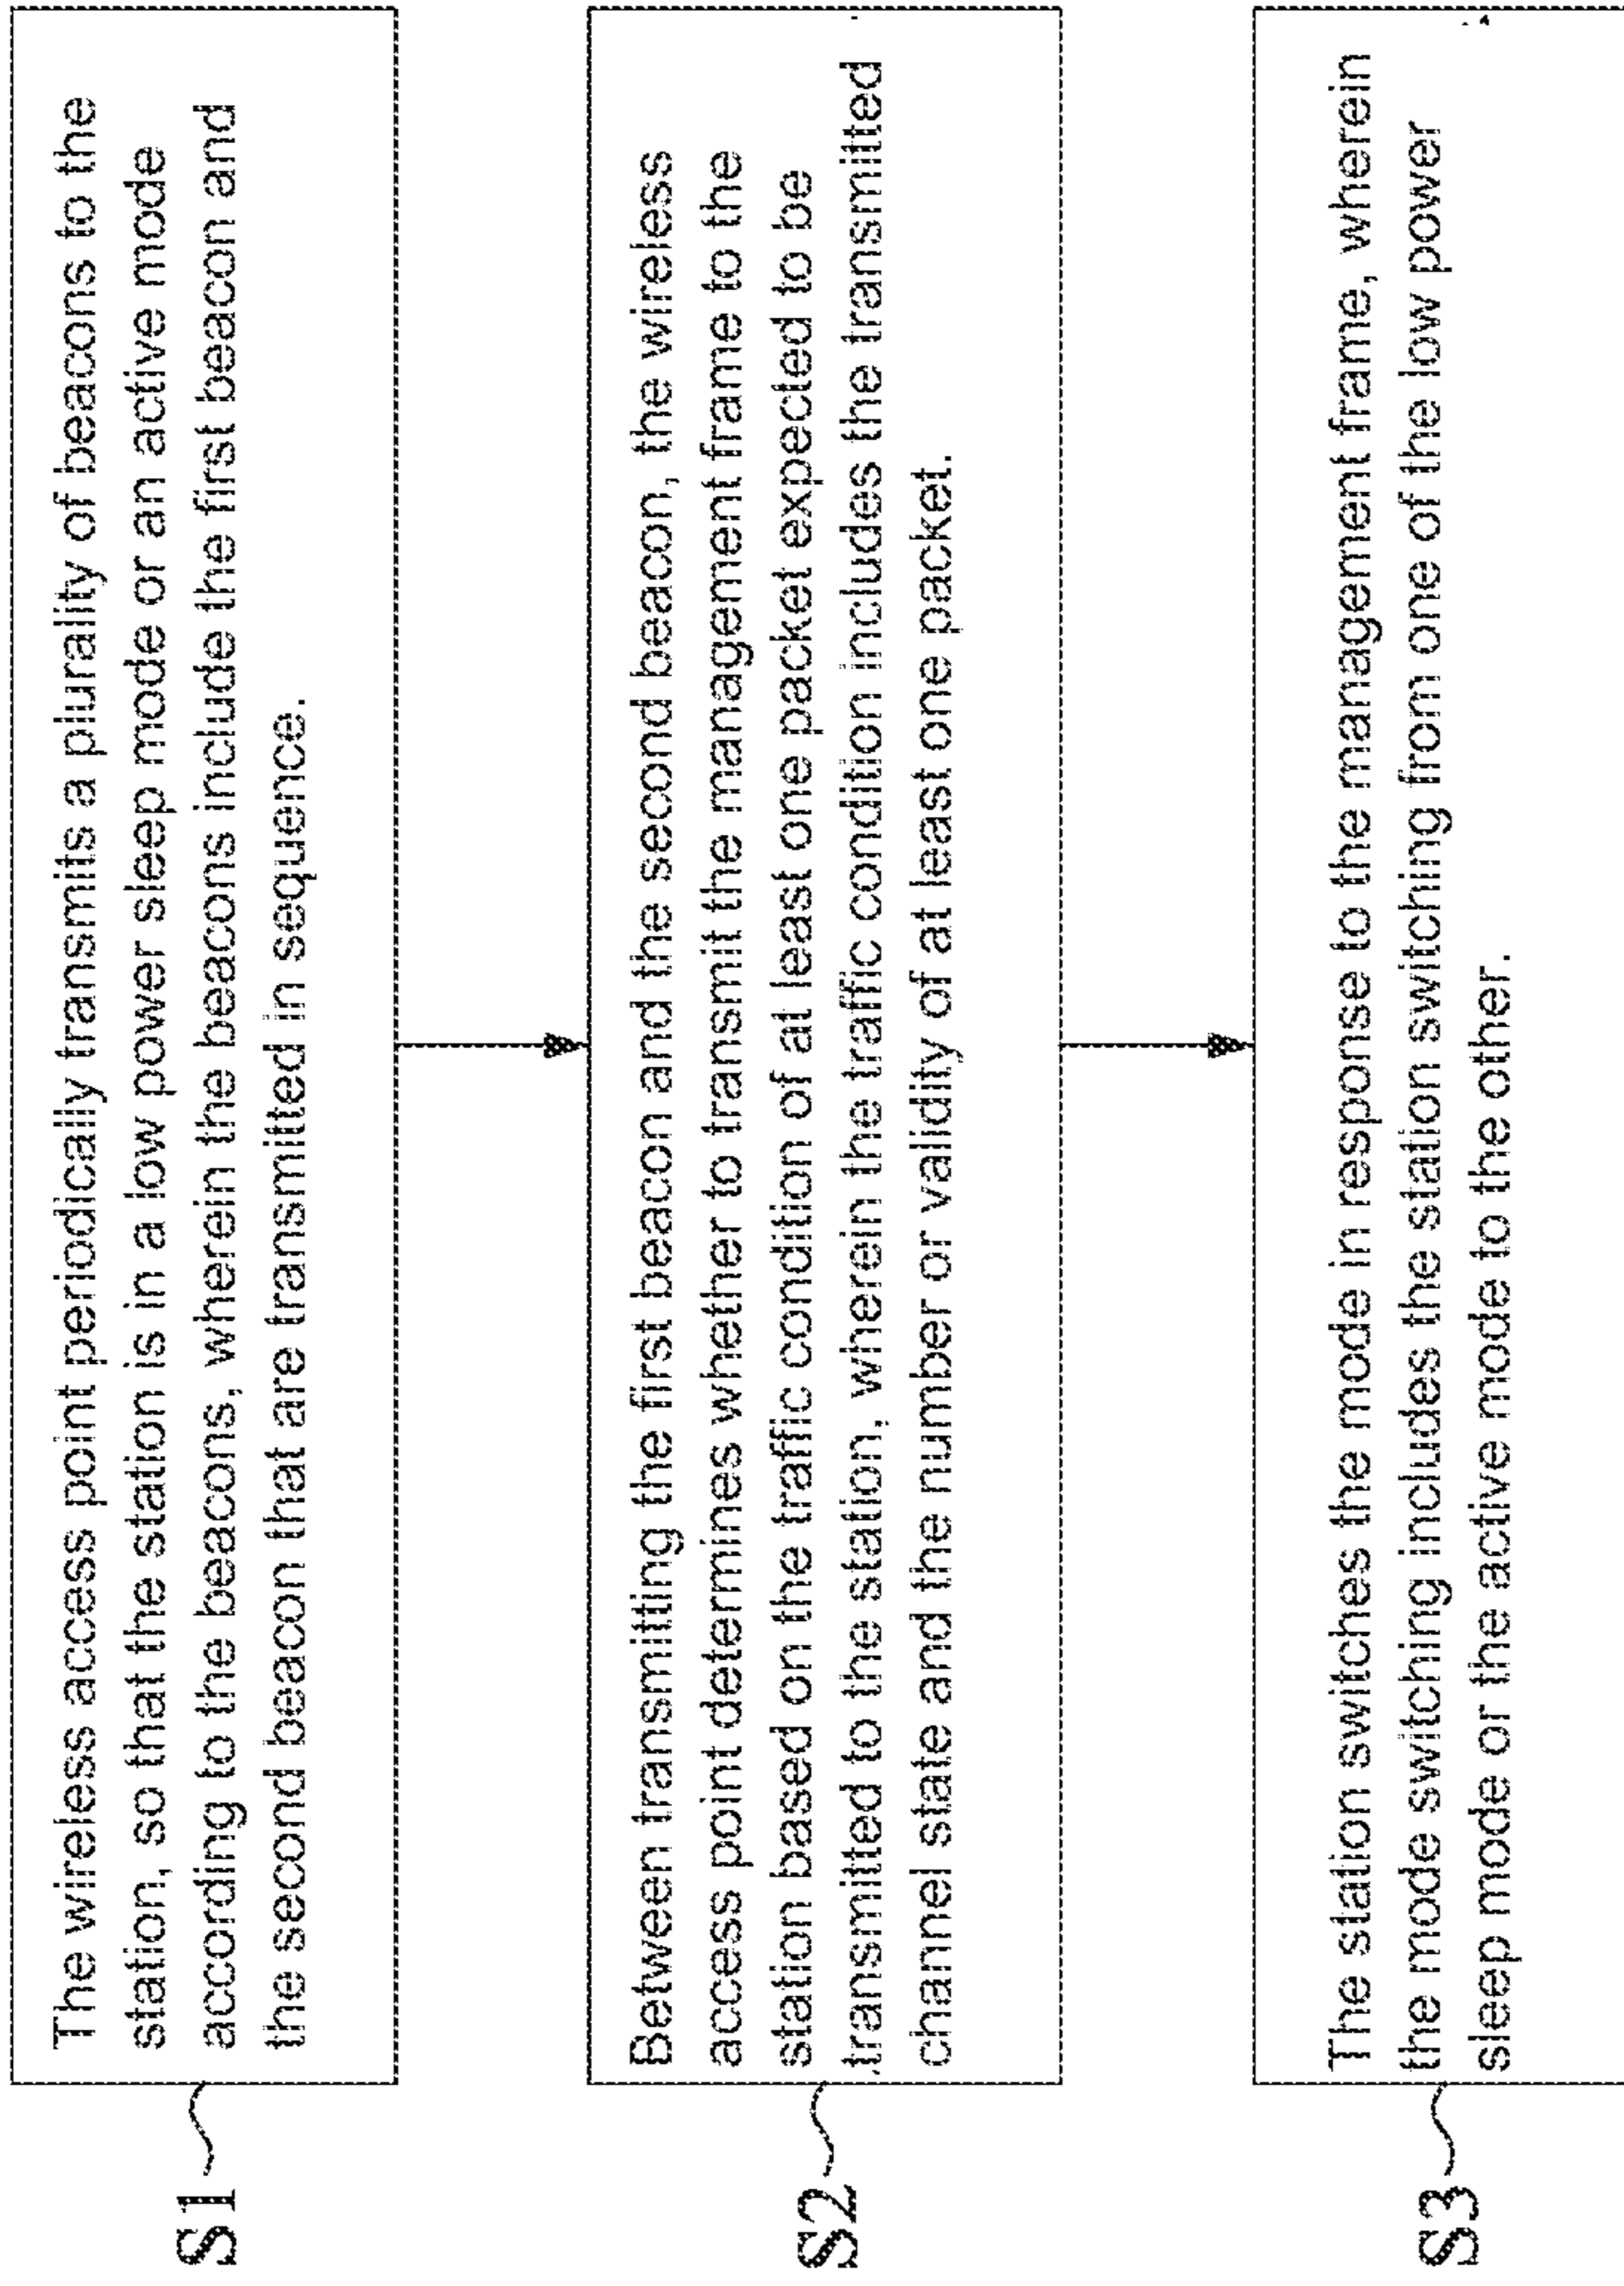 S1
The wireless access point periodically transmits a plurality of beacons to the
station, so that the station is in a low power sleep mode or an active mode
according to the beacons, wherein the beacons include the first beacon and
the second beacon that are transmitted in sequence.
S2
Between transmitting the first beacon and the second beacon, the wireless
access point determines whether to transmit the management frame to the
station based on the traffic condition of at least one packet expected to be
transmitted to the station, wherein the traffic condition includes the transmitted
channel state and the number or validity of at least one packet.
S3
The station switches the mode in response to the management frame, wherein
the mode switching includes the station switching from one of the low power
sleep mode or the active mode to the other.